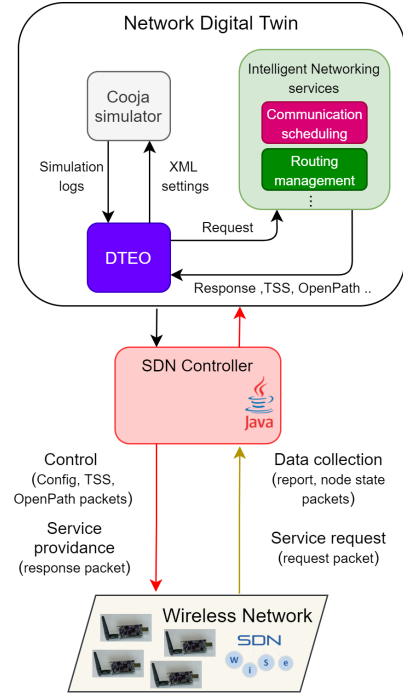 Network Digital Twin
Cooja
simulator
Intelligent Networking
services
Communication
scheduling
Routing
management
⋮
Simulation
logs
XML
settings
Request
DTEO
Response ,TSS, OpenPath ..
SDN Controller
Java
Control
(Config, TSS,
OpenPath packets)
Service
providance
(response packet)
Data collection
(report, node state
packets)
Service request
(request packet)
Wireless Network
SDN
W i S e